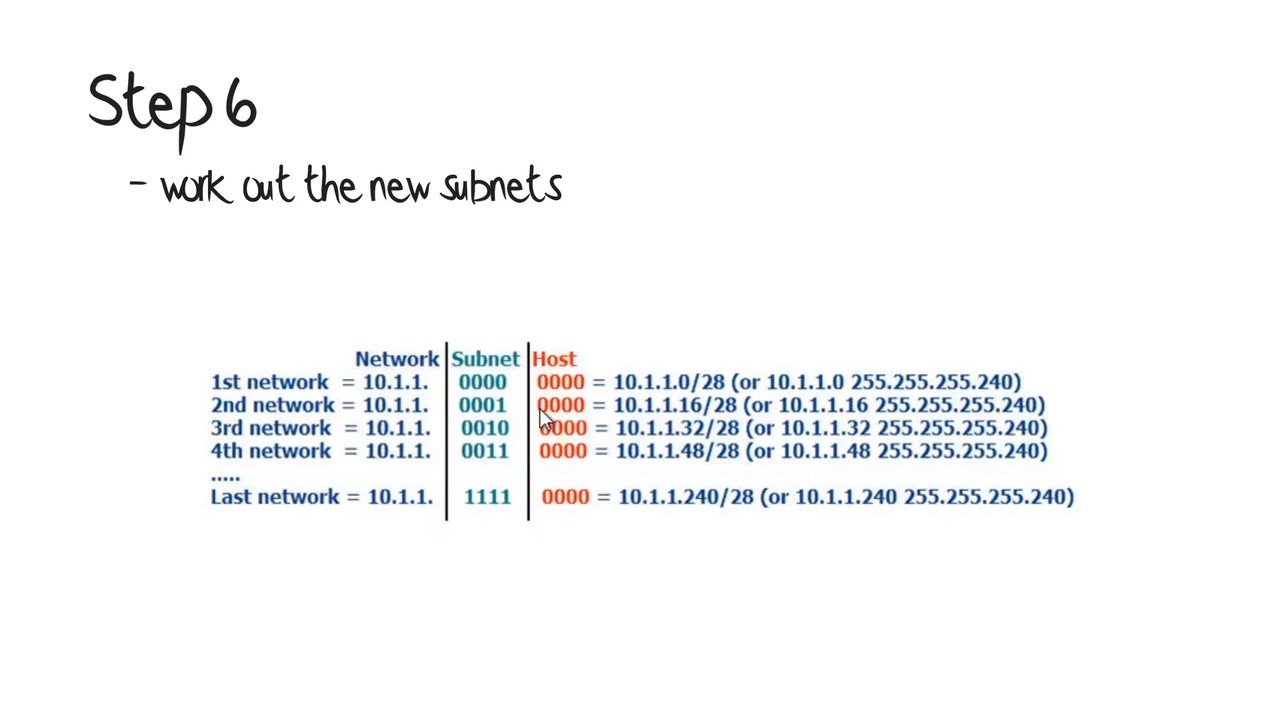 Step 6
- work out the new subnets
Network Subnet Host
1st network = 10.1.1. 0000 0000 = 10.1.1.0/28 (or 10.1.1.0 255.255.255.240)
2nd network = 10.1.1. 0001 0000 = 10.1.1.16/28 (or 10.1.1.16 255.255.255.240)
3rd network = 10.1.1. 0010 0000 = 10.1.1.32/28 (or 10.1.1.32 255.255.255.240)
4th network = 10.1.1. 0011 0000 = 10.1.1.48/28 (or 10.1.1.48 255.255.255.240)
.....
Last network = 10.1.1. 1111 0000 = 10.1.1.240/28 (or 10.1.1.240 255.255.255.240)